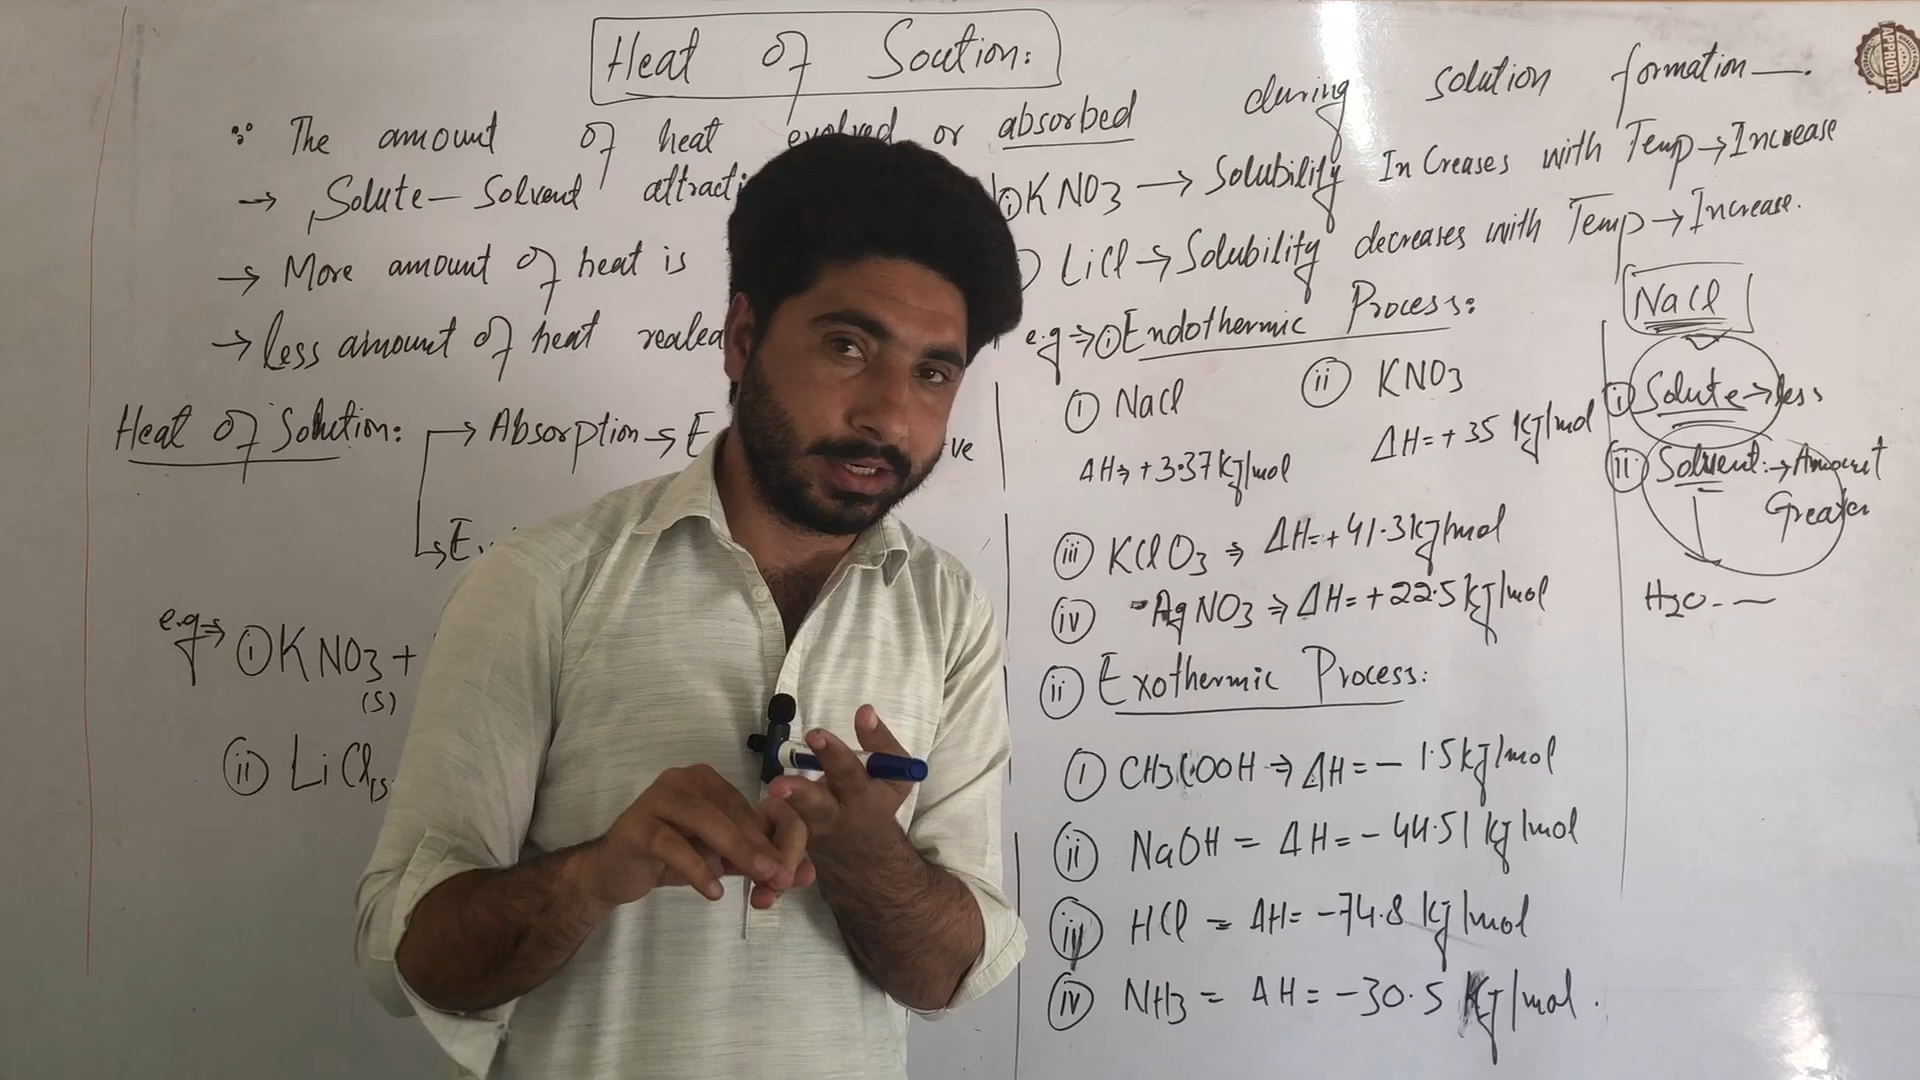 Heat of Soution:
∵ The amount of heat evolved or absorbed during solution formation—.
→ Solute – Solvent attracti
→ More amount of heat is
→ less amount of heat realea
Heat of Solution: → Absorption →
ve
e.g ⇒ ① KNO3 +
(s)
ii LiCl(s
① KNO3 → Solubility InCreases with Temp → Increase
) LiCl → Solubility decreases with Temp → Increase.
e.g ⇒ ① Endothermic Process:
① NaCl
ii KNO3
ΔH⇒ +3.37 KJ/mol
ΔH = +35 KJ/mol
iii KClO3 ⇒ ΔH = +41.3 kJ/mol
iv AgNO3 ⇒ ΔH = +22.5 kJ/mol
ii Exothermic Process:
① CH3COOH ⇒ ΔH = – 1.5 kJ/mol
ii NaOH = ΔH = – 44.51 KJ/mol
iii HCl = ΔH = –74.8 KJ/mol
iv NH3 = ΔH = –30.5 KJ/mol.
NaCl
i Solute → less
ii Solvent: → Amount
Greater
H2O - —
APPROVED